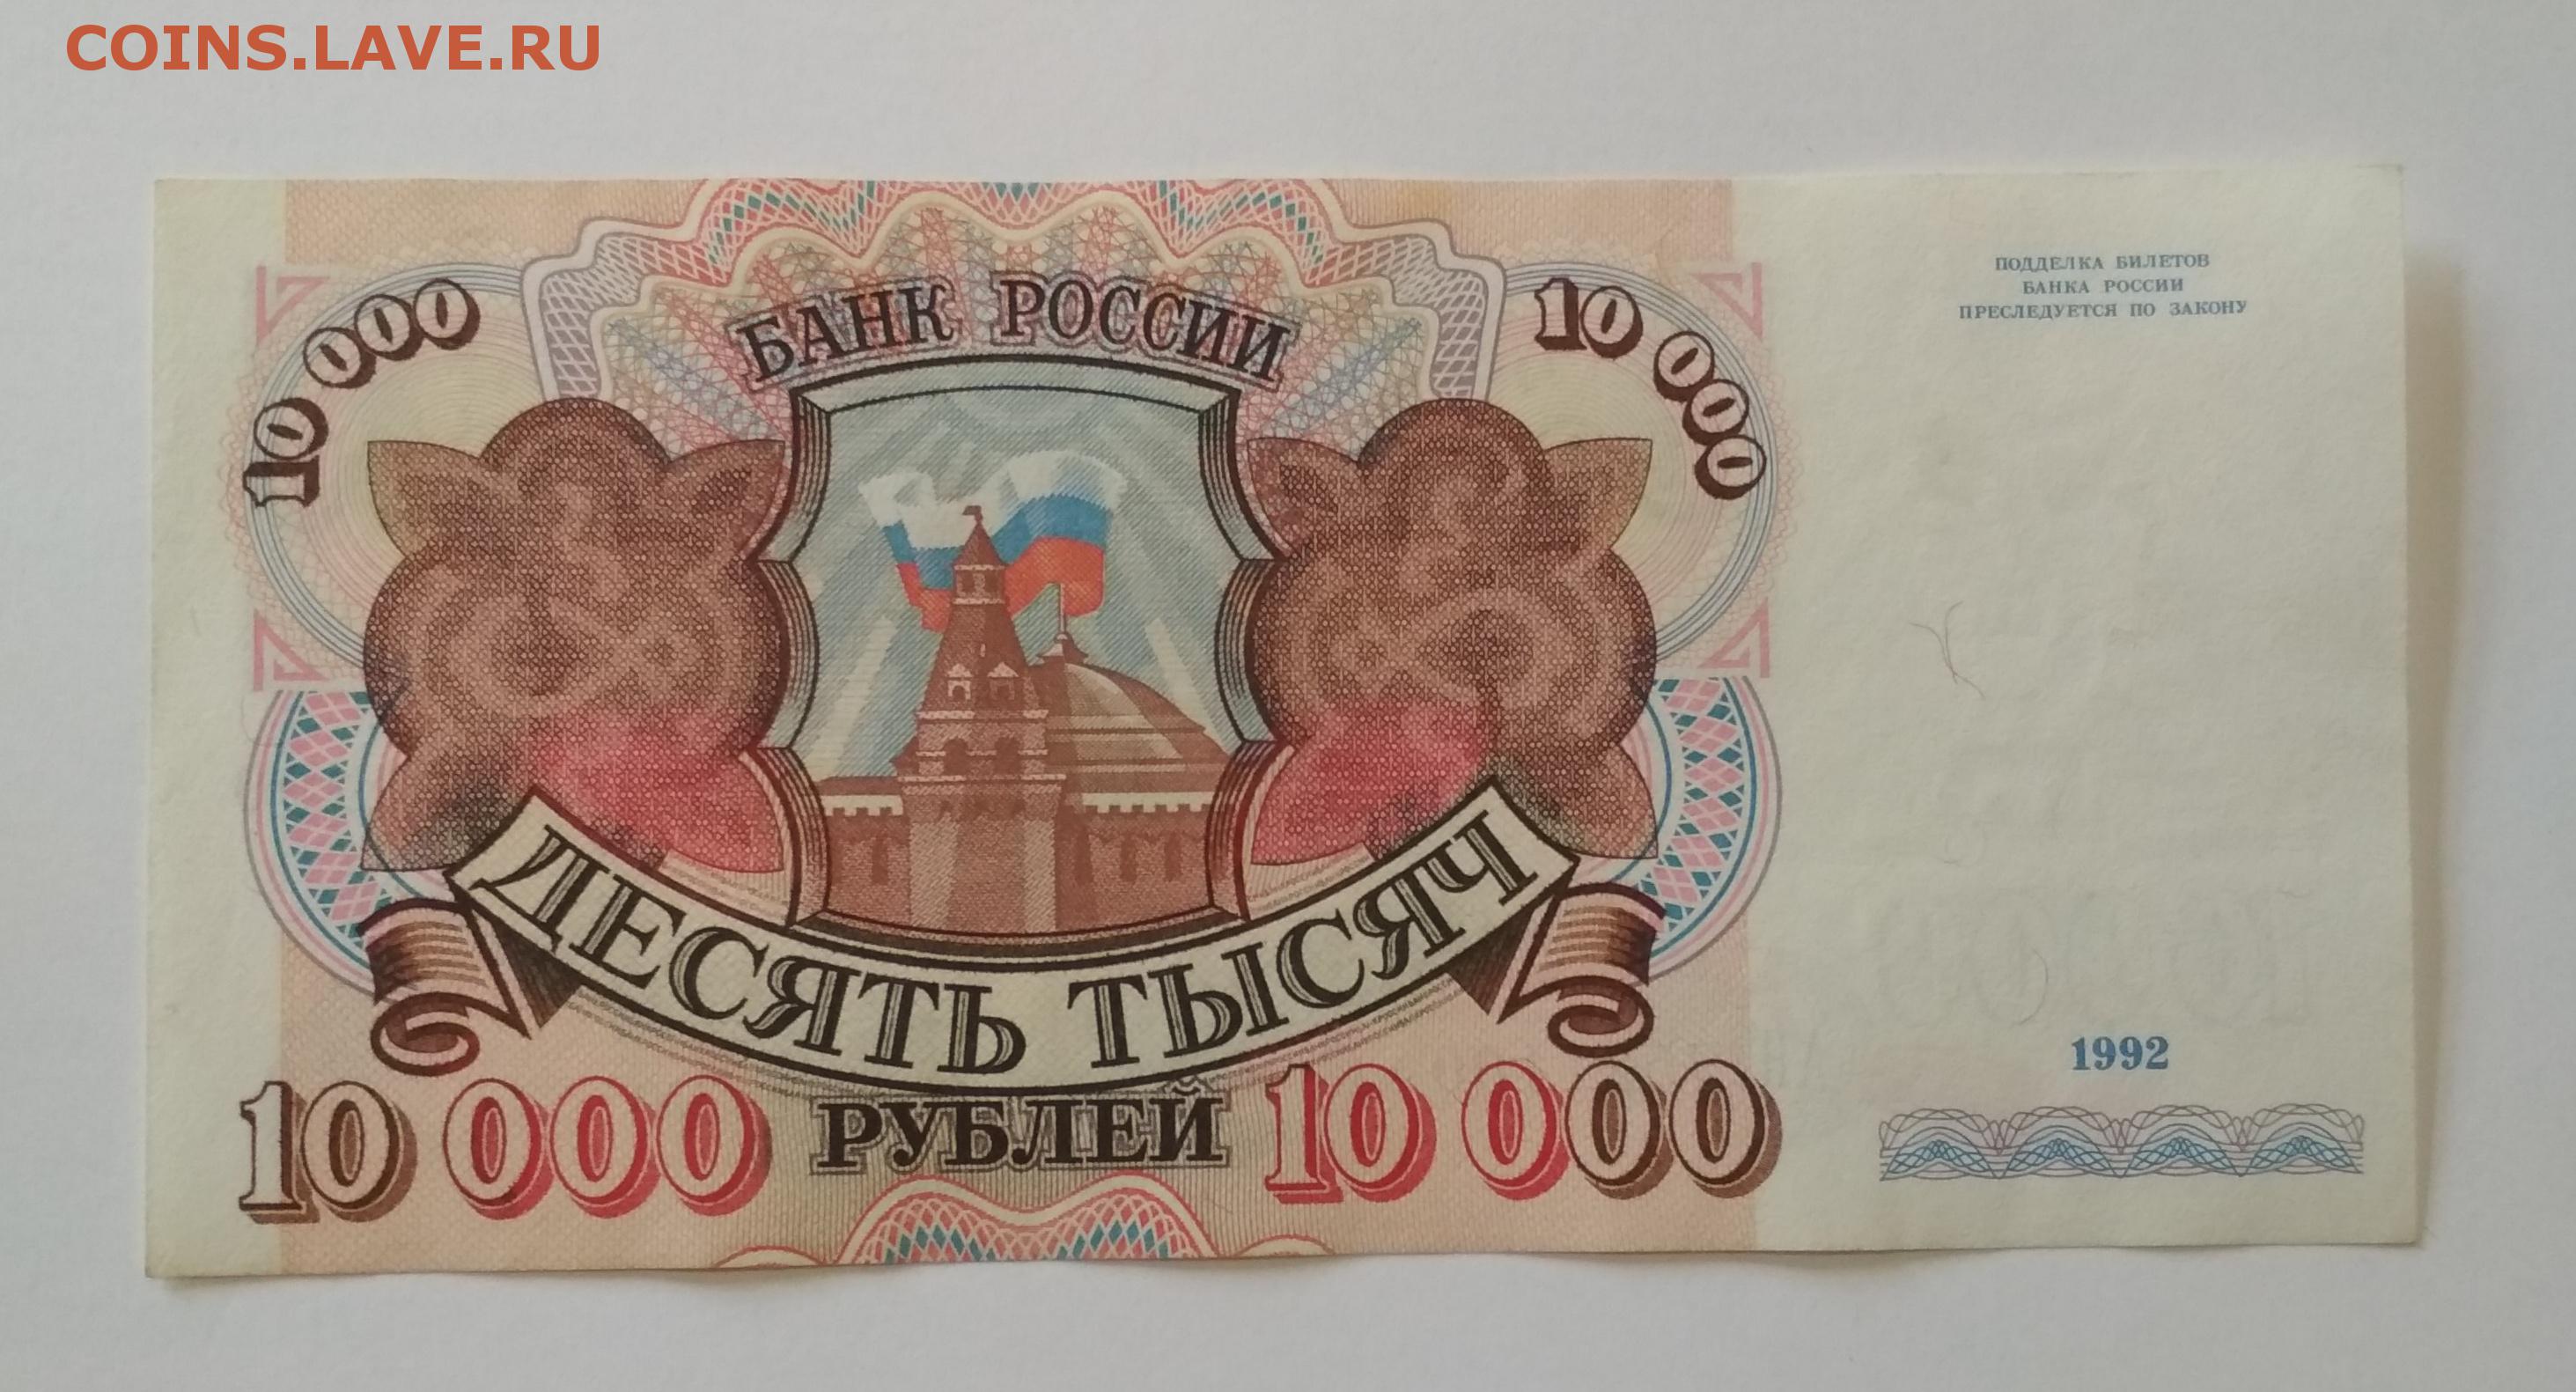 COINS.LAVE.RU
10 000
БАНК РОССИИ
10 000
ПОДДЕЛКА БИЛЕТОВ
БАНКА РОССИИ
ПРЕСЛЕДУЕТСЯ ПО ЗАКОНУ
ДЕСЯТЬ ТЫСЯЧ
10 000
РУБЛЕЙ
10 000
1992